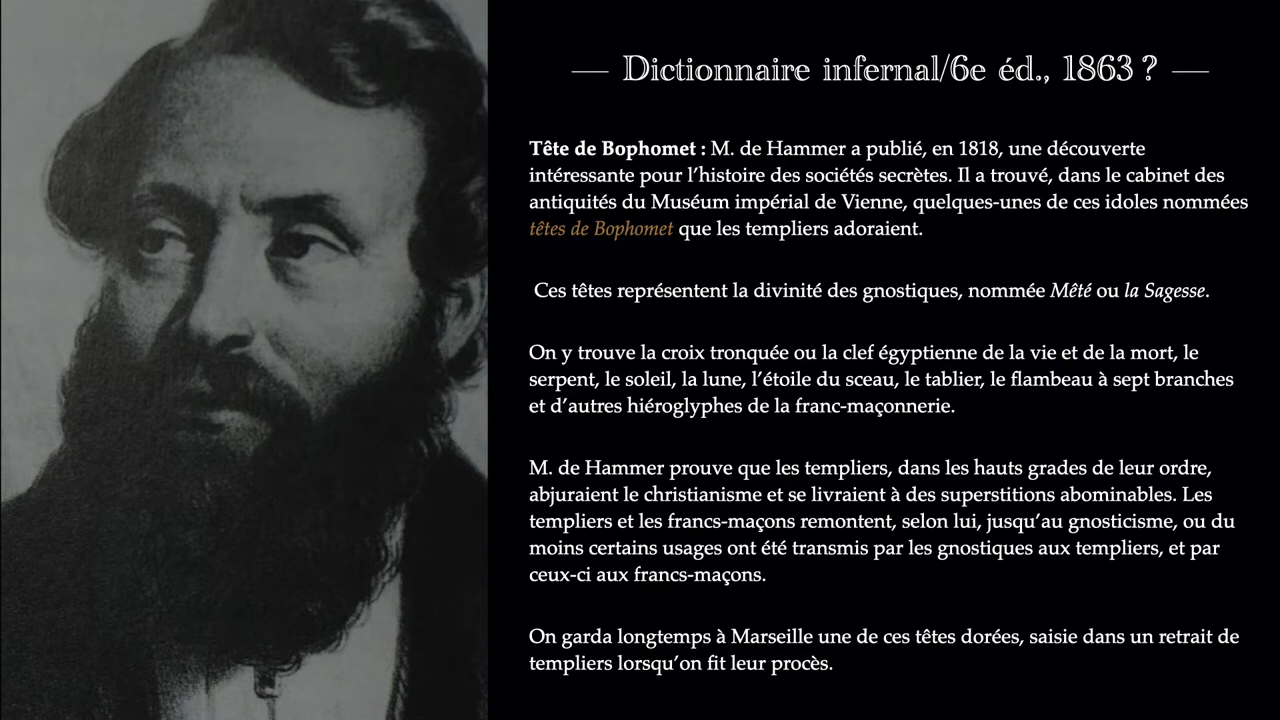 — Dictionnaire infernal/6e éd., 1863 ? —
Tête de Bophomet : M. de Hammer a publié, en 1818, une découverte
intéressante pour l’histoire des sociétés secrètes. Il a trouvé, dans le cabinet des
antiquités du Muséum impérial de Vienne, quelques-unes de ces idoles nommées
têtes de Bophomet que les templiers adoraient.
Ces têtes représentent la divinité des gnostiques, nommée Mêté ou la Sagesse.
On y trouve la croix tronquée ou la clef égyptienne de la vie et de la mort, le
serpent, le soleil, la lune, l’étoile du sceau, le tablier, le flambeau à sept branches
et d’autres hiéroglyphes de la franc-maçonnerie.
M. de Hammer prouve que les templiers, dans les hauts grades de leur ordre,
abjuraient le christianisme et se livraient à des superstitions abominables. Les
templiers et les francs-maçons remontent, selon lui, jusqu’au gnosticisme, ou du
moins certains usages ont été transmis par les gnostiques aux templiers, et par
ceux-ci aux francs-maçons.
On garda longtemps à Marseille une de ces têtes dorées, saisie dans un retrait de
templiers lorsqu’on fit leur procès.